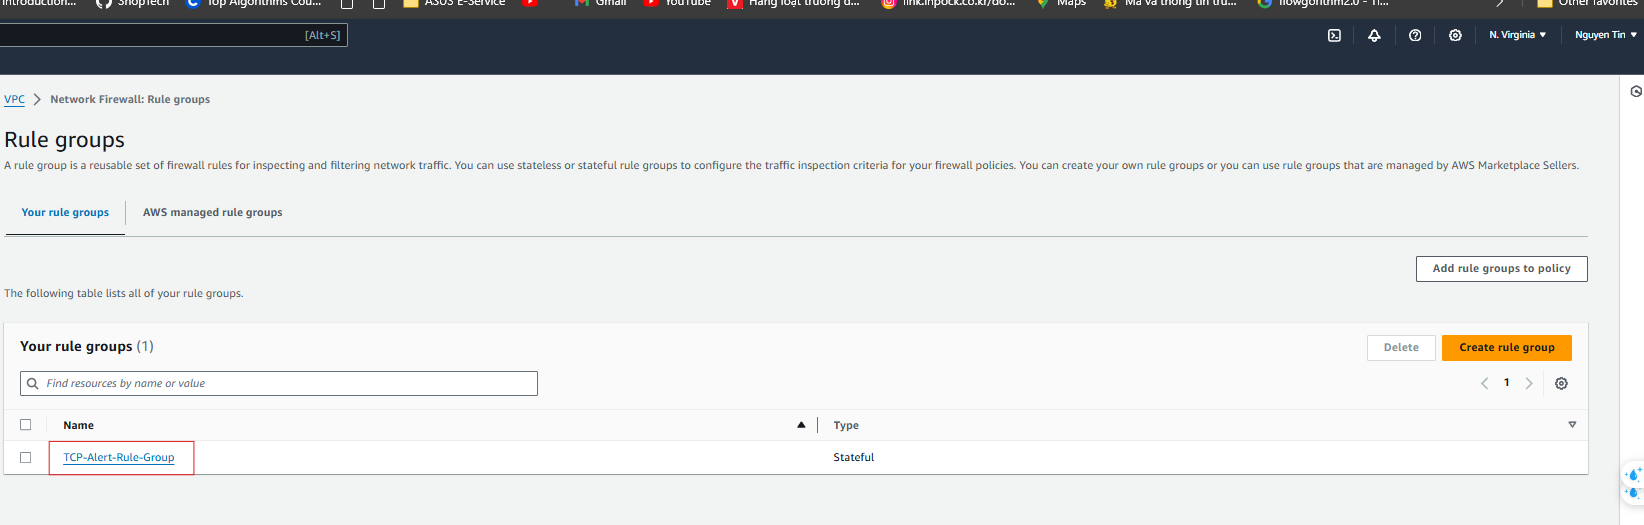 Introduction... ShopTech Top Algorithms Cou... ASUS E-Service Gmail YouTube Hàng loạt trường đ... link.inpock.co.kr/do... Maps Mã và thông tin trư... flowgorithm2.0 - Ti... Other favorites
[Alt+S] N. Virginia Nguyen Tin
VPC Network Firewall: Rule groups
Rule groups
A rule group is a reusable set of firewall rules for inspecting and filtering network traffic. You can use stateless or stateful rule groups to configure the traffic inspection criteria for your firewall policies. You can create your own rule groups or you can use rule groups that are managed by AWS Marketplace Sellers.
Your rule groups AWS managed rule groups
Add rule groups to policy
The following table lists all of your rule groups.
Your rule groups (1) Delete Create rule group
Find resources by name or value 1
Name Type
TCP-Alert-Rule-Group Stateful